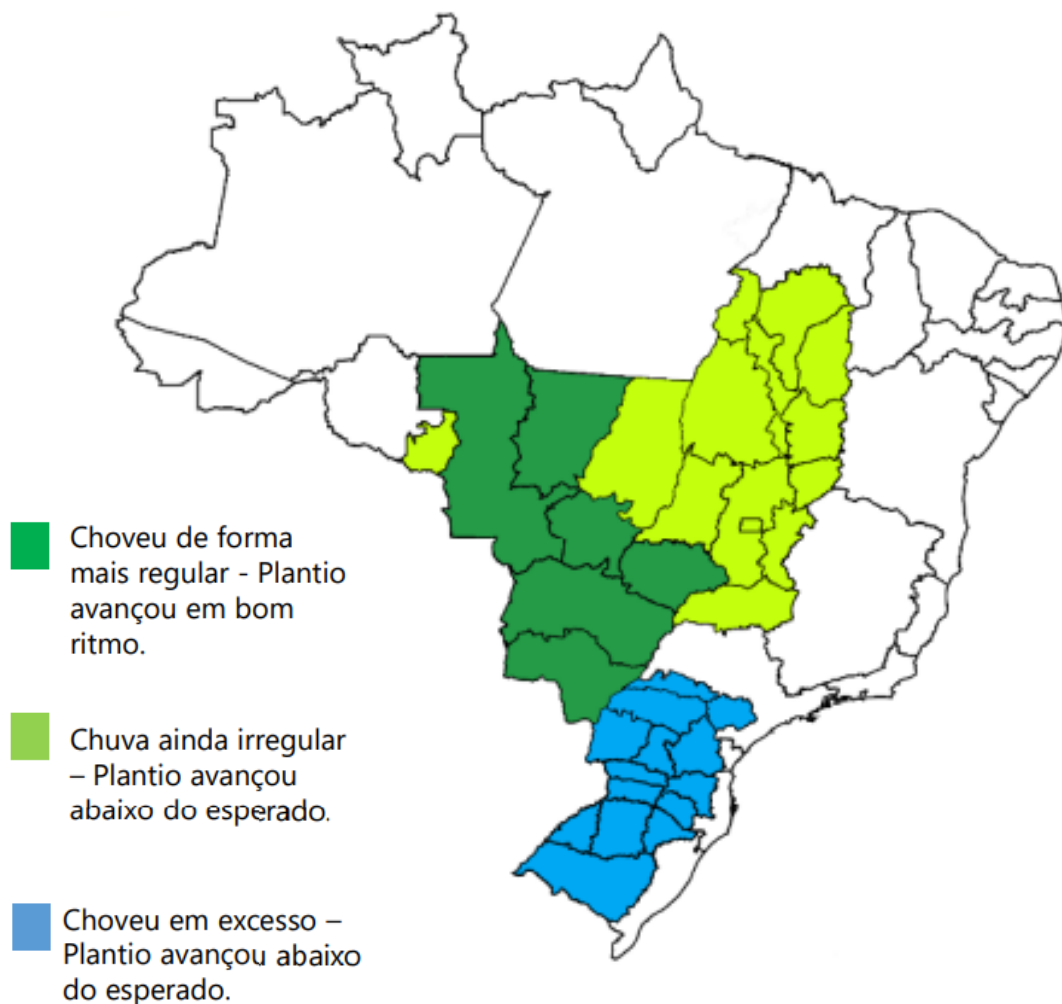 Choveu de forma
mais regular - Plantio
avançou em bom
ritmo.
Chuva ainda irregular
– Plantio avançou
abaixo do esperado.
Choveu em excesso –
Plantio avançou abaixo
do esperado.